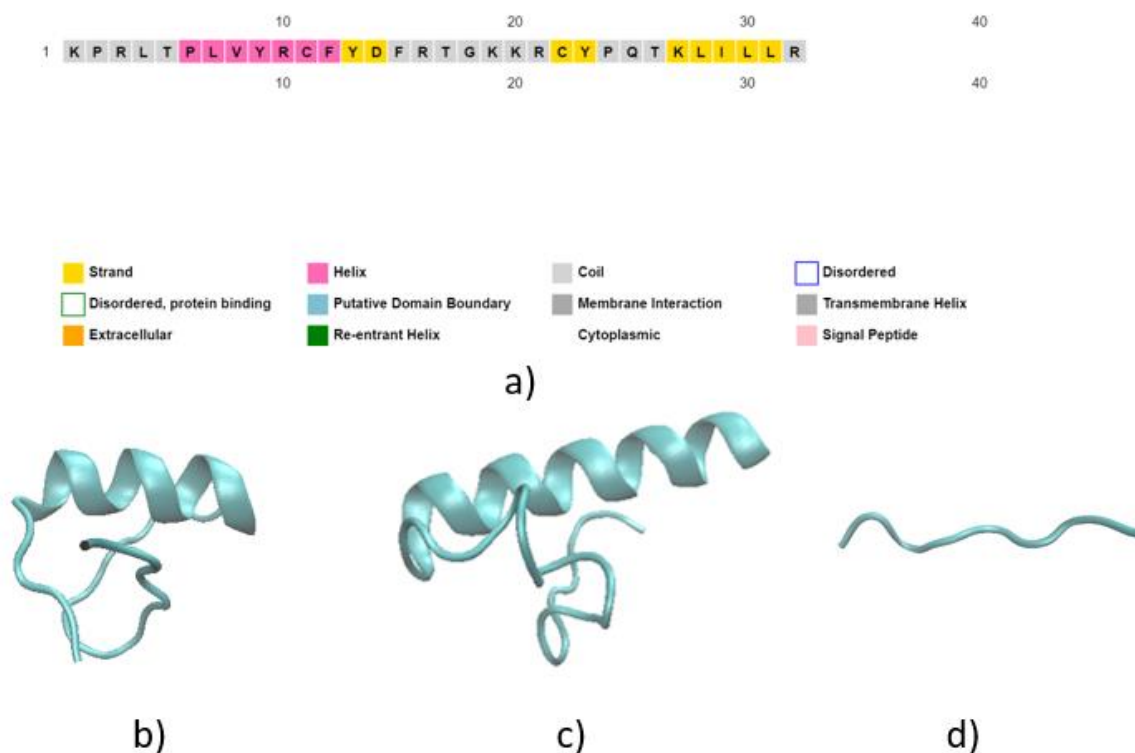 10 20 30 40
1 K P R L T P L V Y R C F Y D F R T G K K R C Y P Q T K L I L L R
10 20 30 40
Strand Helix Coil Disordered
Disordered, protein binding Putative Domain Boundary Membrane Interaction Transmembrane Helix
Extracellular Re-entrant Helix Cytoplasmic Signal Peptide
a)
b) c) d)